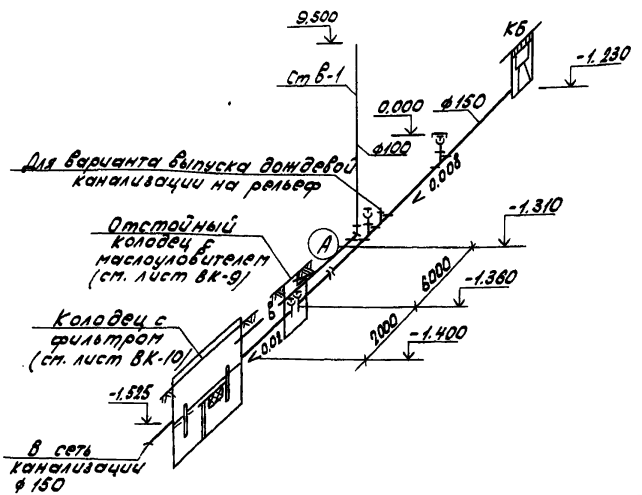 9.500
КБ
Ст В-1
-1.230
0.000
ф150
ф100
Для варианта выпуска дождевой
канализации на рельеф
< 0.008
Отстойный
колодец с
маслоуловителем
(см. лист ВК-9)
А
-1.310
6000
-1.360
2000
Колодец с
фильтром
(см. лист ВК-10)
< 0.02
-1.400
-1.525
В сеть
канализации
ф 150